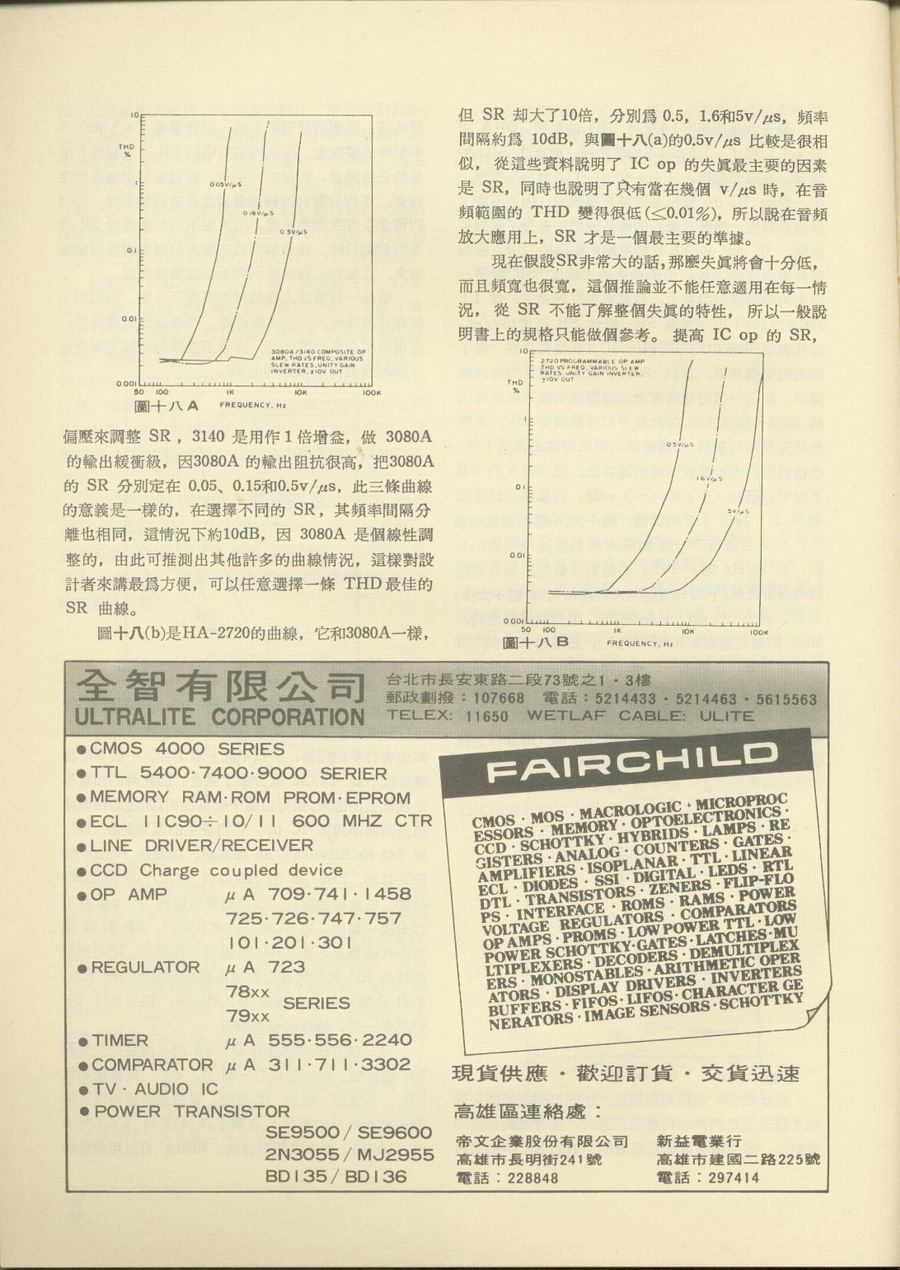 10
THD
%
1
0.1
0.01
0.001
0.05V/μS
0.16V/μS
0.5V/μS
3080A/3140 COMPOSITE OP
AMP, THD VS FREQ, VARIOUS
SLEW RATES, UNITY GAIN
INVERTER, ±10V OUT
50 100 1K 10K 100K
圖十八 A FREQUENCY, Hz
偏壓來調整 SR，3140 是用作1倍增益，做 3080A
的輸出緩衝級，因3080A 的輸出阻抗很高，把3080A
的 SR 分別定在 0.05、0.15和0.5v/μs，此三條曲線
的意義是一樣的，在選擇不同的 SR，其頻率間隔分
離也相同，這情況下約10dB，因 3080A 是個線性調
整的，由此可推測出其他許多的曲線情況，這樣對設
計者來講最爲方便，可以任意選擇一條 THD最佳的
SR 曲線。
圖十八(b)是HA-2720的曲線，它和3080A一樣，
但 SR 却大了10倍，分別爲 0.5，1.6和5v/μs，頻率
間隔約爲 10dB，與圖十八(a)的0.5v/μs 比較是很相
似，從這些資料說明了 IC op 的失眞最主要的因素
是 SR，同時也說明了只有當在幾個 v/μs 時，在音
頻範圍的 THD 變得很低(≤0.01%)，所以說在音頻
放大應用上，SR 才是一個最主要的準據。
現在假設SR非常大的話，那麼失眞將會十分低，
而且頻寬也很寬，這個推論並不能任意適用在每一情
況，從 SR 不能了解整個失眞的特性，所以一般說
明書上的規格只能做個參考。提高 IC op 的 SR，
10
THD
%
1
0.1
0.01
0.001
2720 PROGRAMMABLE OP AMP
THD VS FREQ, VARIOUS SLEW
RATES, UNITY GAIN INVERTER,
±10V OUT
0.5V/μS
1.6V/μS
5V/μS
50 100 1K 10K 100K
圖十八 B FREQUENCY, Hz
全智有限公司
ULTRALITE CORPORATION
台北市長安東路二段73號之1・3樓
郵政劃撥：107668 電話：5214433・5214463・5615563
TELEX: 11650 WETLAF CABLE: ULITE
●CMOS 4000 SERIES
●TTL 5400·7400·9000 SERIER
●MEMORY RAM·ROM PROM·EPROM
●ECL 11C90÷10/11 600 MHZ CTR
●LINE DRIVER/RECEIVER
●CCD Charge coupled device
●OP AMP μA 709·741·1458
725·726·747·757
101·201·301
●REGULATOR μA 723
78xx
79xx SERIES
●TIMER μA 555·556·2240
●COMPARATOR μA 311·711·3302
●TV·AUDIO IC
●POWER TRANSISTOR
SE9500/SE9600
2N3055/MJ2955
BD135/BD136
FAIRCHILD
CMOS · MOS · MACROLOGIC · MICROPROC
ESSORS · MEMORY · OPTOELECTRONICS ·
CCD · SCHOTTKY · HYBRIDS · LAMPS · RE
GISTERS · ANALOG · COUNTERS · GATES ·
AMPLIFIERS · ISOPLANAR · TTL · LINEAR
ECL · DIODES · SSI · DIGITAL · LEDS · RTL
DTL · TRANSISTORS · ZENERS · FLIP-FLO
PS · INTERFACE · ROMS · RAMS · POWER
VOLTAGE REGULATORS · COMPARATORS
OP AMPS · PROMS · LOW POWER TTL · LOW
POWER SCHOTTKY·GATES · LATCHES·MU
LTIPLEXERS · DECODERS · DEMULTIPLEX
ERS · MONOSTABLES · ARITHMETIC OPER
ATORS · DISPLAY DRIVERS · INVERTERS
BUFFERS · FIFOS · LIFOS · CHARACTER GE
NERATORS · IMAGE SENSORS · SCHOTTKY
現貨供應・歡迎訂貨・交貨迅速
高雄區連絡處：
帝文企業股份有限公司
高雄市長明街241號
電話：228848
新益電業行
高雄市建國二路225號
電話：297414